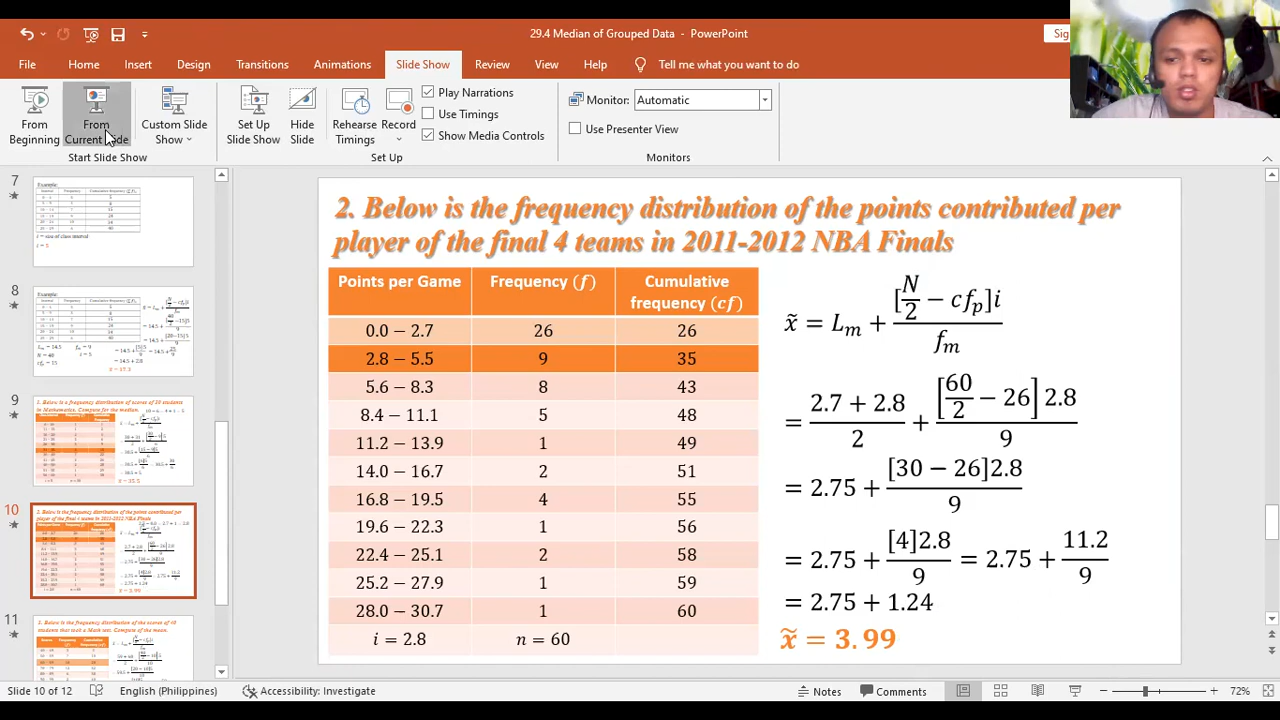 29.4 Median of Grouped Data - PowerPoint
File Home Insert Design Transitions Animations Slide Show Review View Help Tell me what you want to do
From Beginning
From Current Slide
Custom Slide Show
Set Up Slide Show
Hide Slide
Rehearse Timings
Record
Play Narrations
Use Timings
Show Media Controls
Monitor: Automatic
Use Presenter View
Start Slide Show
Set Up
Monitors
7
8
9
10
11
2. Below is the frequency distribution of the points contributed per
player of the final 4 teams in 2011-2012 NBA Finals
Points per Game Frequency (f) Cumulative frequency (cf)
0.0 – 2.7 26 26
2.8 – 5.5 9 35
5.6 – 8.3 8 43
8.4 – 11.1 5 48
11.2 – 13.9 1 49
14.0 – 16.7 2 51
16.8 – 19.5 4 55
19.6 – 22.3 1 56
22.4 – 25.1 2 58
25.2 – 27.9 1 59
28.0 – 30.7 1 60
i = 2.8 n = 60
x̃ = Lₘ + [N/2 − cfₚ]i / fₘ
= (2.7 + 2.8)/2 + [60/2 − 26] 2.8 / 9
= 2.75 + [30 − 26]2.8 / 9
= 2.75 + [4]2.8 / 9 = 2.75 + 11.2/9
= 2.75 + 1.24
x̃ = 3.99
Slide 10 of 12 English (Philippines) Accessibility: Investigate Notes Comments 72%